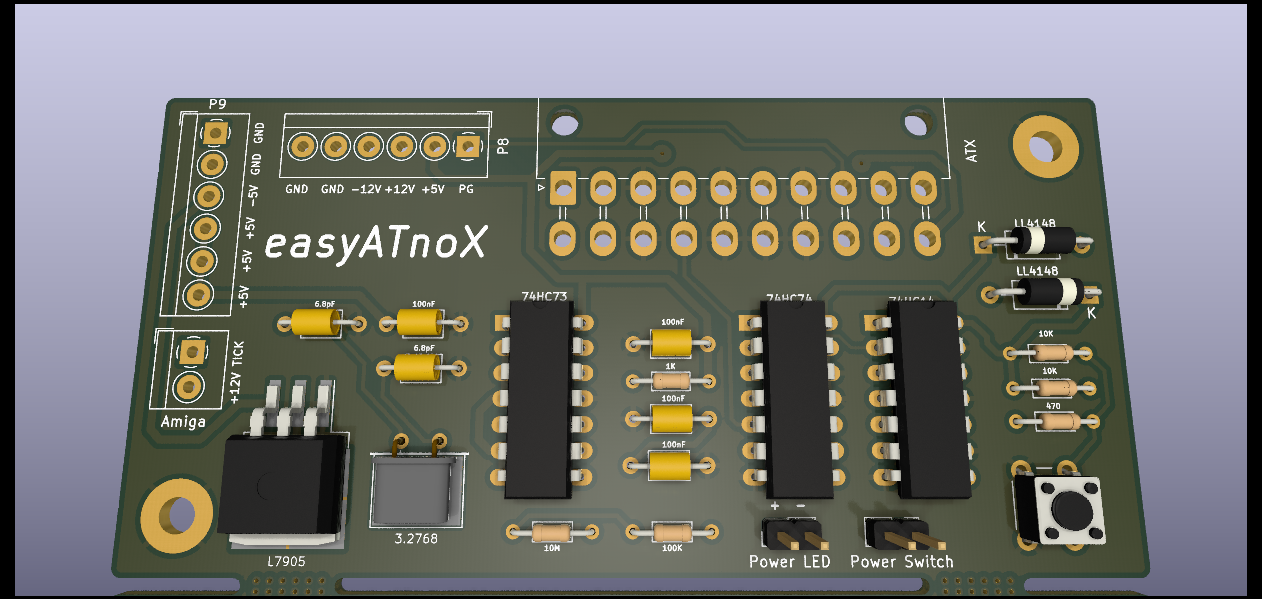 P9
GND
GND
-5V
+5V
+5V
+5V
P8
GND GND -12V +12V +5V PG
ATX
easyATnoX
K
LL4148
LL4148
K
6.8pF
100nF
6.8pF
74HC73
100nF
1K
100nF
100nF
74HC74
74HC14
10K
10K
470
TICK
+12V
Amiga
L7905
3.2768
10M
100K
+ -
Power LED
Power Switch